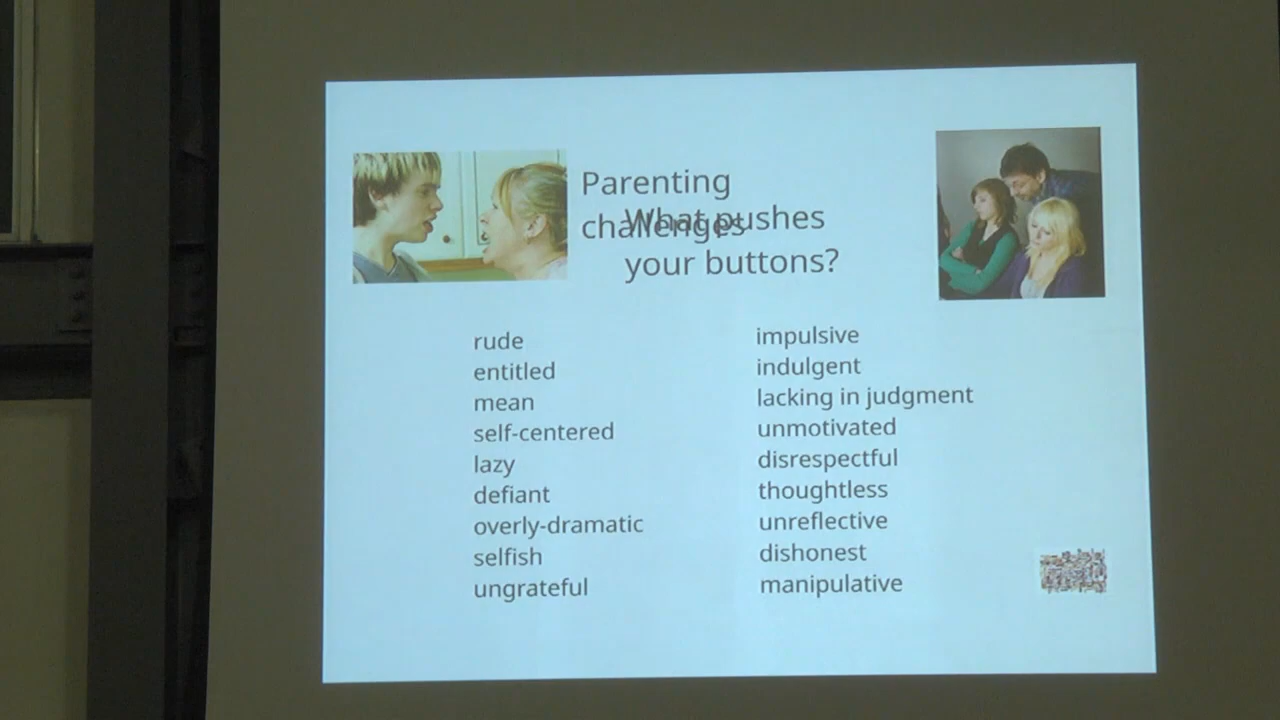 Parenting
challenges
What pushes
your buttons?
rude
entitled
mean
self-centered
lazy
defiant
overly-dramatic
selfish
ungrateful
impulsive
indulgent
lacking in judgment
unmotivated
disrespectful
thoughtless
unreflective
dishonest
manipulative